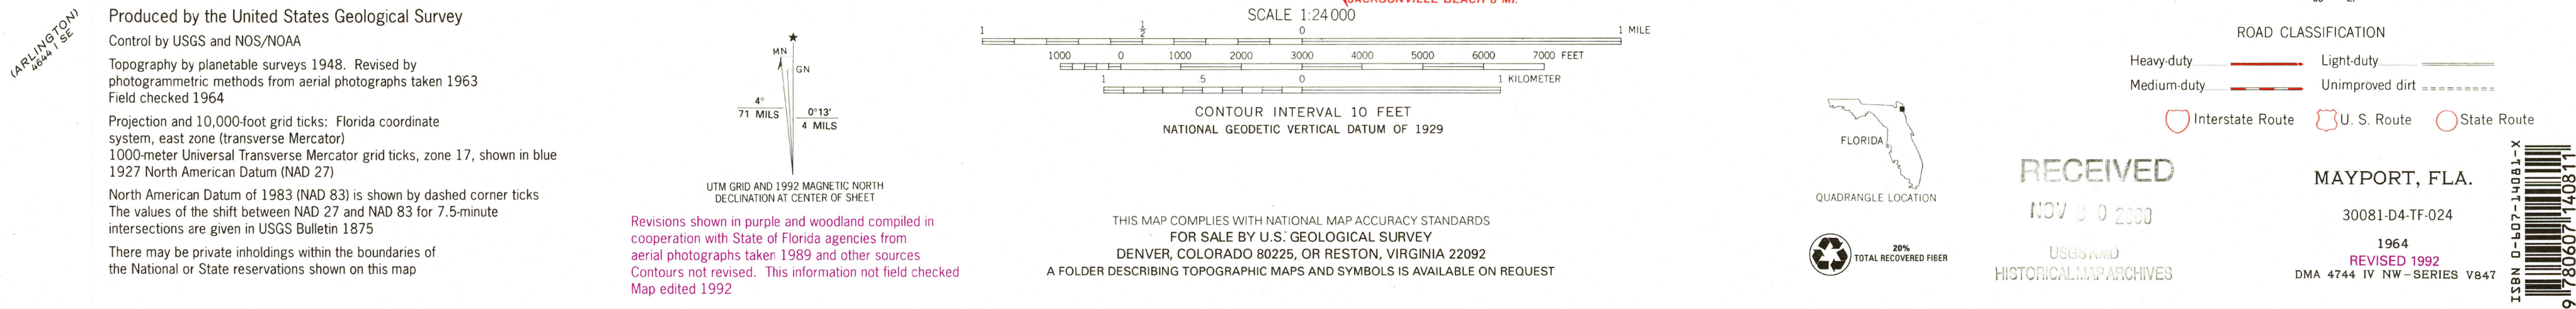 (ARLINGTON)
4644 I SE
Produced by the United States Geological Survey
Control by USGS and NOS/NOAA
Topography by planetable surveys 1948. Revised by
photogrammetric methods from aerial photographs taken 1963
Field checked 1964
Projection and 10,000-foot grid ticks: Florida coordinate
system, east zone (transverse Mercator)
1000-meter Universal Transverse Mercator grid ticks, zone 17, shown in blue
1927 North American Datum (NAD 27)
North American Datum of 1983 (NAD 83) is shown by dashed corner ticks
The values of the shift between NAD 27 and NAD 83 for 7.5-minute
intersections are given in USGS Bulletin 1875
There may be private inholdings within the boundaries of
the National or State reservations shown on this map
MN
GN
4°
71 MILS
0°13'
4 MILS
UTM GRID AND 1992 MAGNETIC NORTH
DECLINATION AT CENTER OF SHEET
Revisions shown in purple and woodland compiled in
cooperation with State of Florida agencies from
aerial photographs taken 1989 and other sources
Contours not revised. This information not field checked
Map edited 1992
JACKSONVILLE BEACH 6 MI.
SCALE 1:24 000
1 ½ 0 1 MILE
1000 0 1000 2000 3000 4000 5000 6000 7000 FEET
1 .5 0 1 KILOMETER
CONTOUR INTERVAL 10 FEET
NATIONAL GEODETIC VERTICAL DATUM OF 1929
THIS MAP COMPLIES WITH NATIONAL MAP ACCURACY STANDARDS
FOR SALE BY U.S. GEOLOGICAL SURVEY
DENVER, COLORADO 80225, OR RESTON, VIRGINIA 22092
A FOLDER DESCRIBING TOPOGRAPHIC MAPS AND SYMBOLS IS AVAILABLE ON REQUEST
FLORIDA
QUADRANGLE LOCATION
20%
TOTAL RECOVERED FIBER
RECEIVED
NOV 2000
USGS NMD
HISTORICAL MAP ARCHIVES
ROAD CLASSIFICATION
Heavy-duty Light-duty
Medium-duty Unimproved dirt
Interstate Route U. S. Route State Route
MAYPORT, FLA.
30081-D4-TF-024
1964
REVISED 1992
DMA 4744 IV NW-SERIES V847
ISBN 0-607-14081-X
9 780607 140811